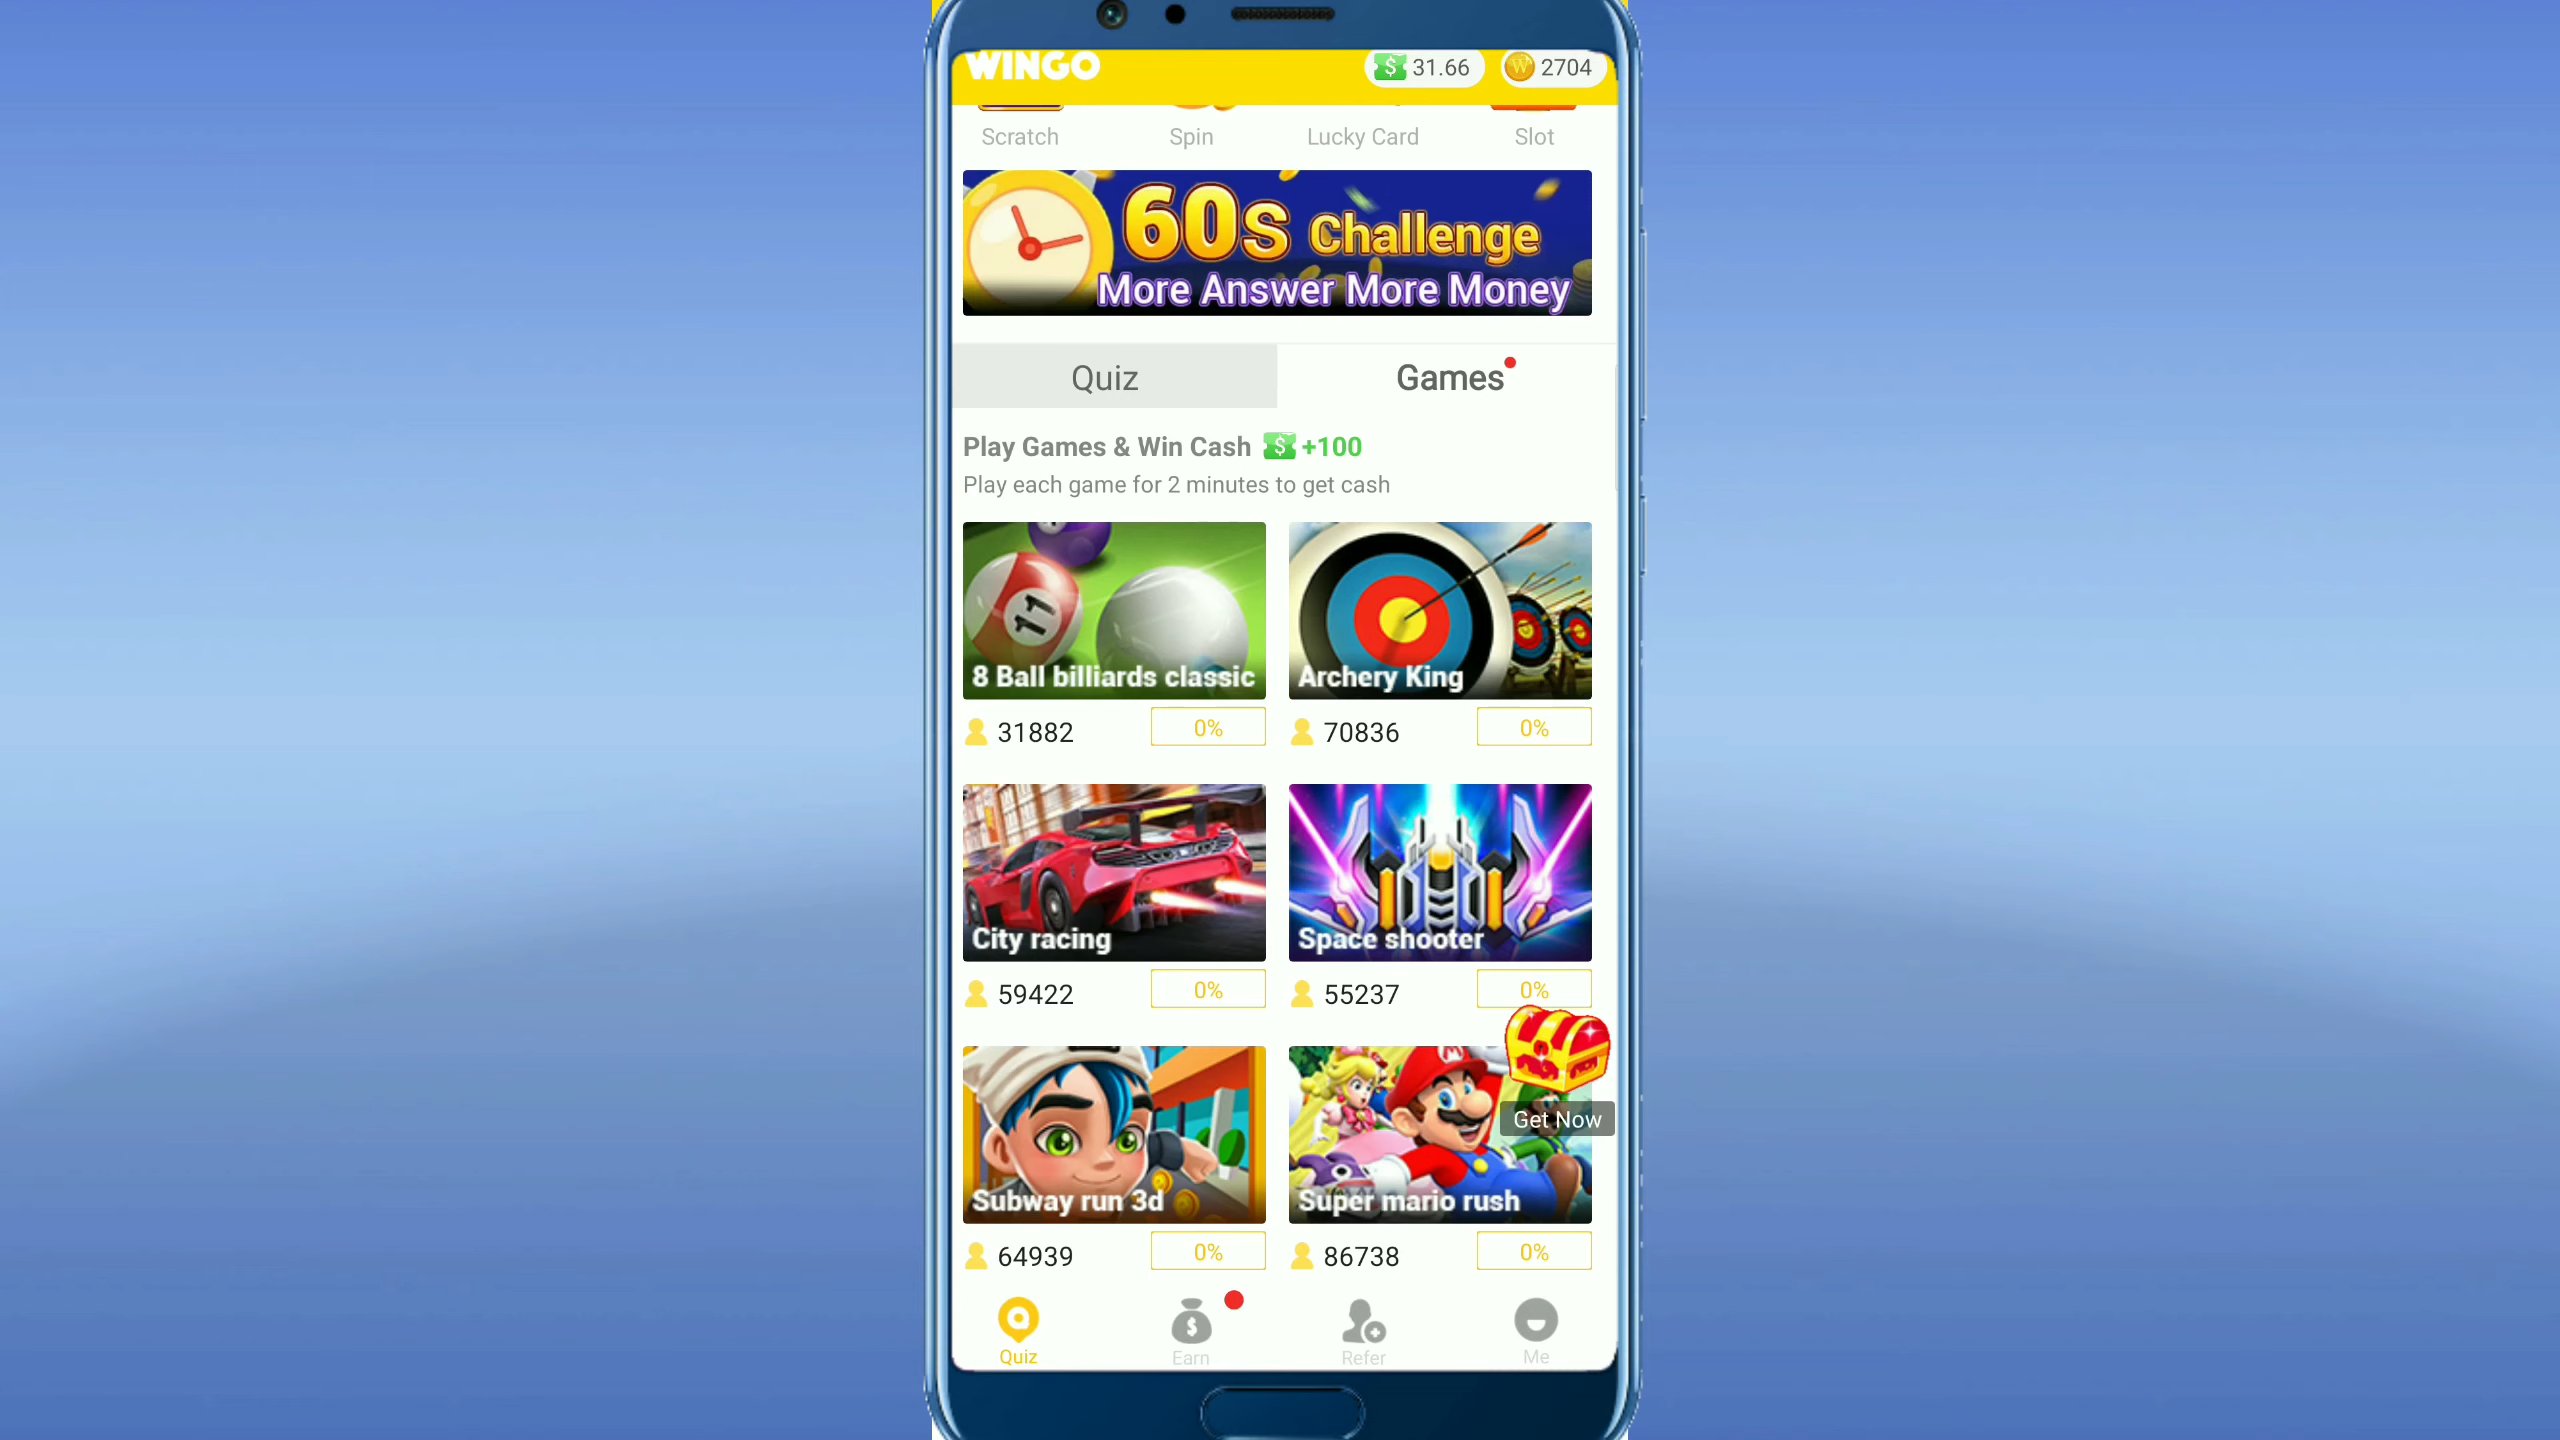 WINGO
31.66
2704
Scratch
Spin
Lucky Card
Slot
60s Challenge
More Answer More Money
Quiz
Games
Play Games & Win Cash $ +100
Play each game for 2 minutes to get cash
11
8 Ball billiards classic
Archery King
31882
0%
70836
0%
City racing
Space shooter
59422
0%
55237
0%
M
Get Now
Subway run 3d
Super mario rush
64939
0%
86738
0%
Quiz
Earn
Refer
Me